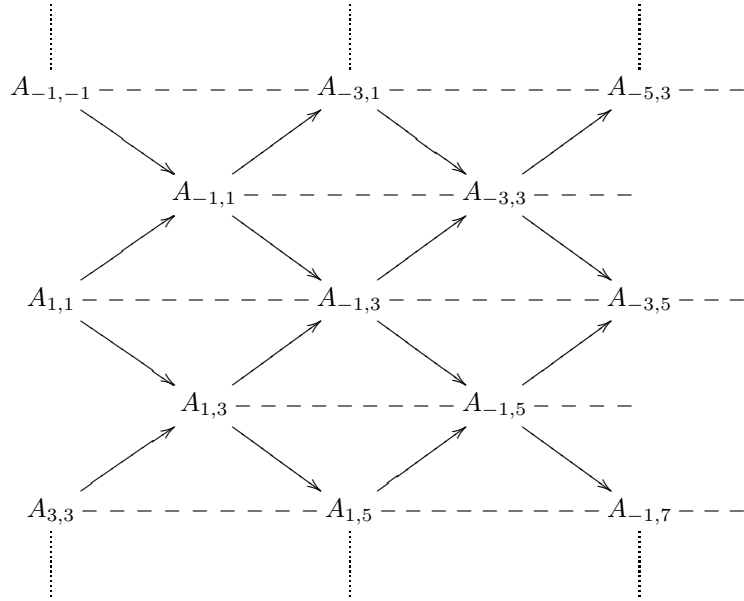 A_{-1,-1} A_{-3,1} A_{-5,3}
A_{-1,1} A_{-3,3}
A_{1,1} A_{-1,3} A_{-3,5}
A_{1,3} A_{-1,5}
A_{3,3} A_{1,5} A_{-1,7}